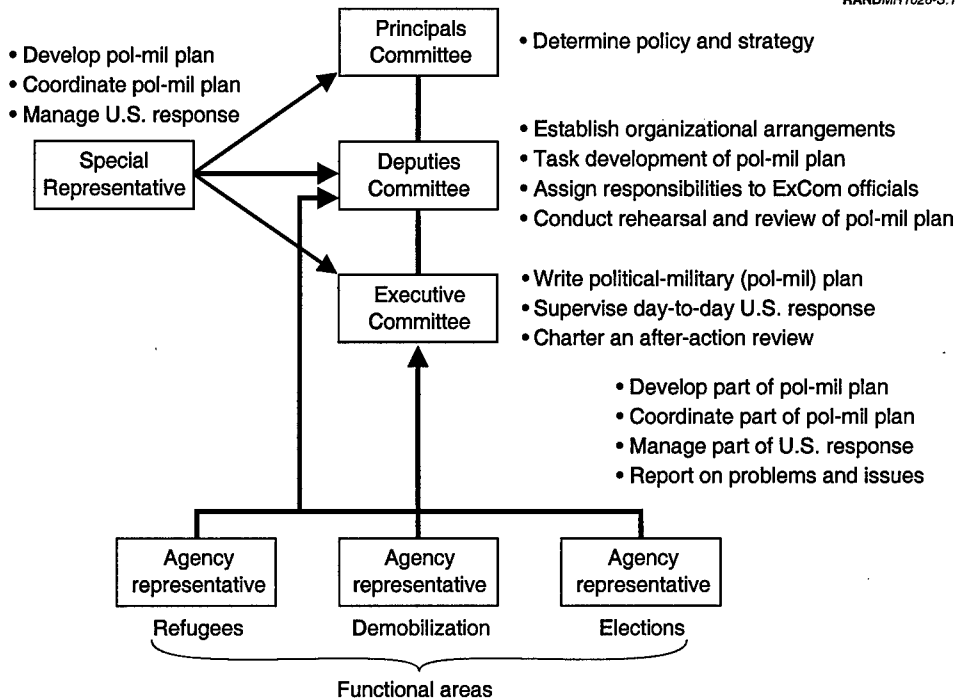 Principals
Committee
• Determine policy and strategy
• Develop pol-mil plan
• Coordinate pol-mil plan
• Manage U.S. response
Special
Representative
Deputies
Committee
• Establish organizational arrangements
• Task development of pol-mil plan
• Assign responsibilities to ExCom officials
• Conduct rehearsal and review of pol-mil plan
Executive
Committee
• Write political-military (pol-mil) plan
• Supervise day-to-day U.S. response
• Charter an after-action review
• Develop part of pol-mil plan
• Coordinate part of pol-mil plan
• Manage part of U.S. response
• Report on problems and issues
Agency
representative
Agency
representative
Agency
representative
Refugees
Demobilization
Elections
Functional areas